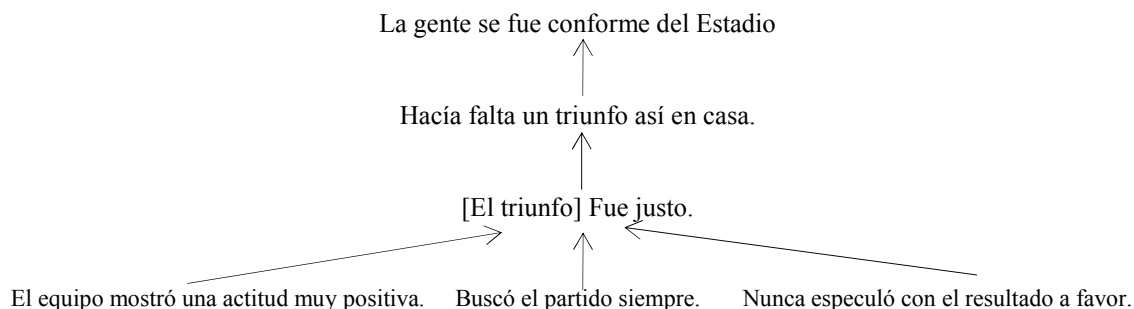 La gente se fue conforme del Estadio
Hacía falta un triunfo así en casa.
[El triunfo] Fue justo.
El equipo mostró una actitud muy positiva. Buscó el partido siempre. Nunca especuló con el resultado a favor.